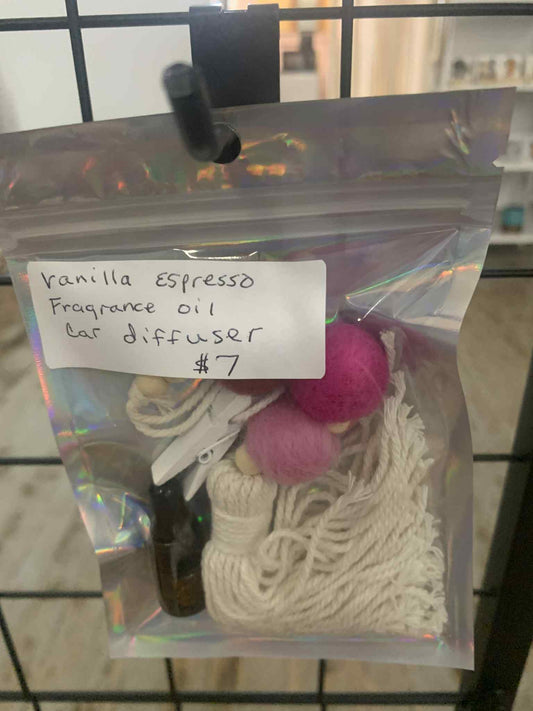 Vanilla Espresso
Fragrance oil
Car diffuser
$7